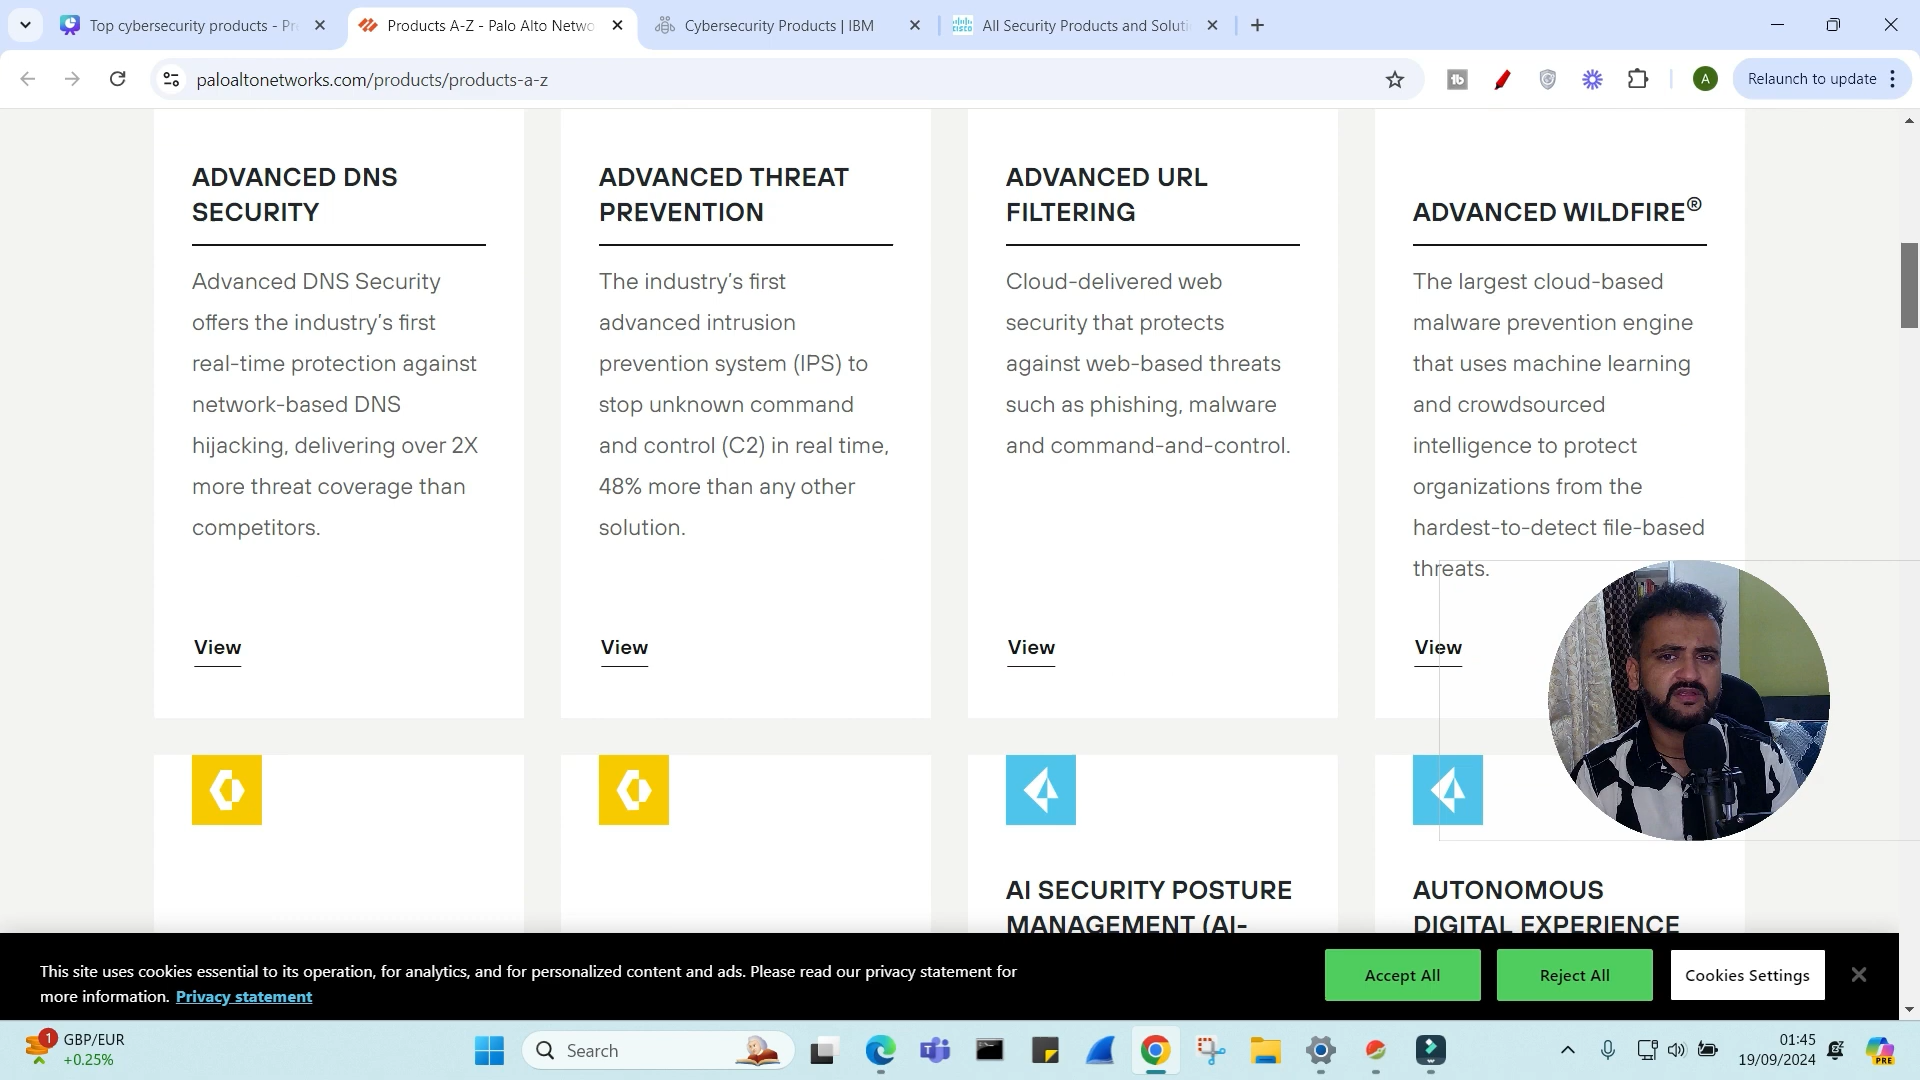 Top cybersecurity products - Pr
Products A-Z - Palo Alto Netwo
Cybersecurity Products | IBM
All Security Products and Soluti
paloaltonetworks.com/products/products-a-z
A
Relaunch to update
ADVANCED DNS
SECURITY
Advanced DNS Security
offers the industry's first
real-time protection against
network-based DNS
hijacking, delivering over 2X
more threat coverage than
competitors.
View
ADVANCED THREAT
PREVENTION
The industry's first
advanced intrusion
prevention system (IPS) to
stop unknown command
and control (C2) in real time,
48% more than any other
solution.
View
ADVANCED URL
FILTERING
Cloud-delivered web
security that protects
against web-based threats
such as phishing, malware
and command-and-control.
View
ADVANCED WILDFIRE®
The largest cloud-based
malware prevention engine
that uses machine learning
and crowdsourced
intelligence to protect
organizations from the
hardest-to-detect file-based
threats.
View
AI SECURITY POSTURE
MANAGEMENT (AI-
AUTONOMOUS
DIGITAL EXPERIENCE
This site uses cookies essential to its operation, for analytics, and for personalized content and ads. Please read our privacy statement for
more information. Privacy statement
Accept All
Reject All
Cookies Settings
1
GBP/EUR
+0.25%
Search
01:45
19/09/2024
PRE